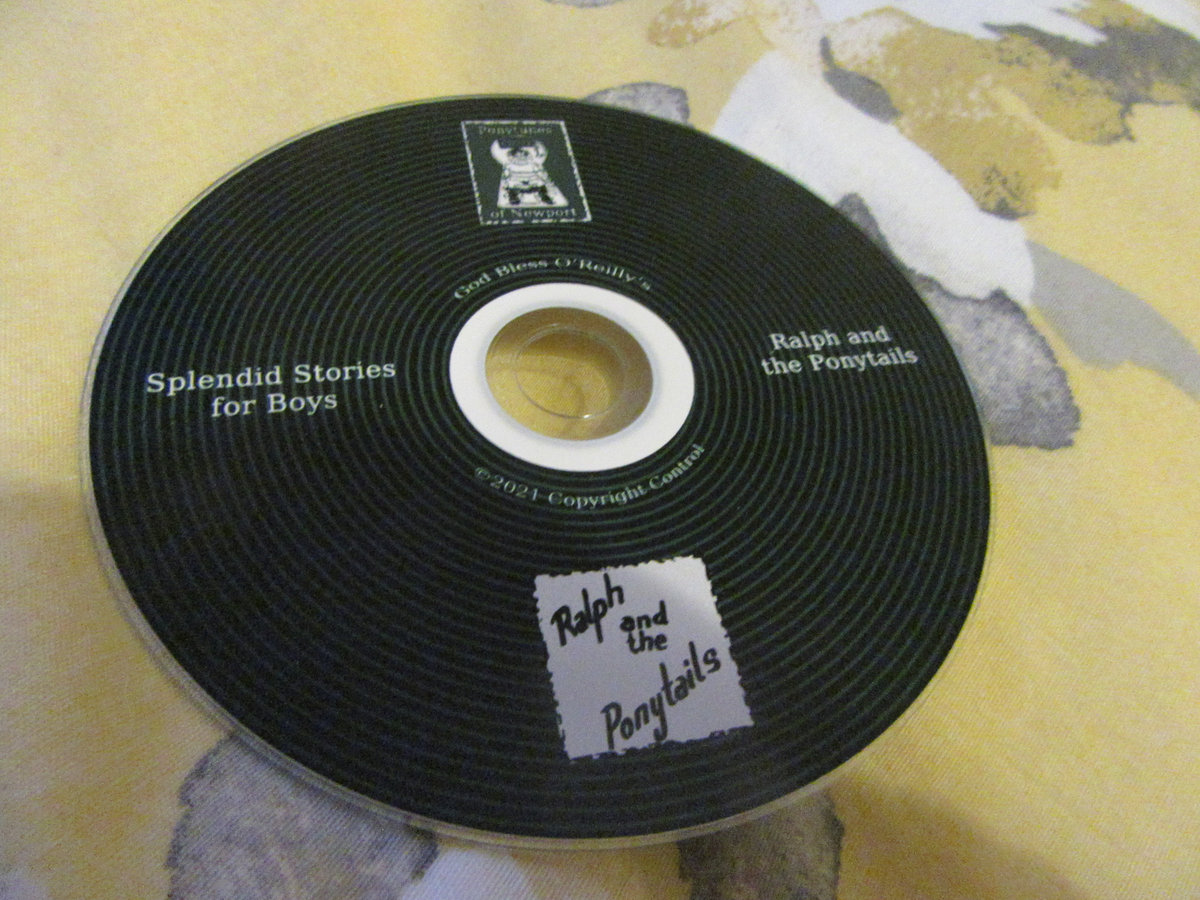 Ponytunes
of Newport
God Bless O'Reilly's
Splendid Stories
for Boys
Ralph and
the Ponytails
©2021 Copyright Control
Ralph
and
the
Ponytails